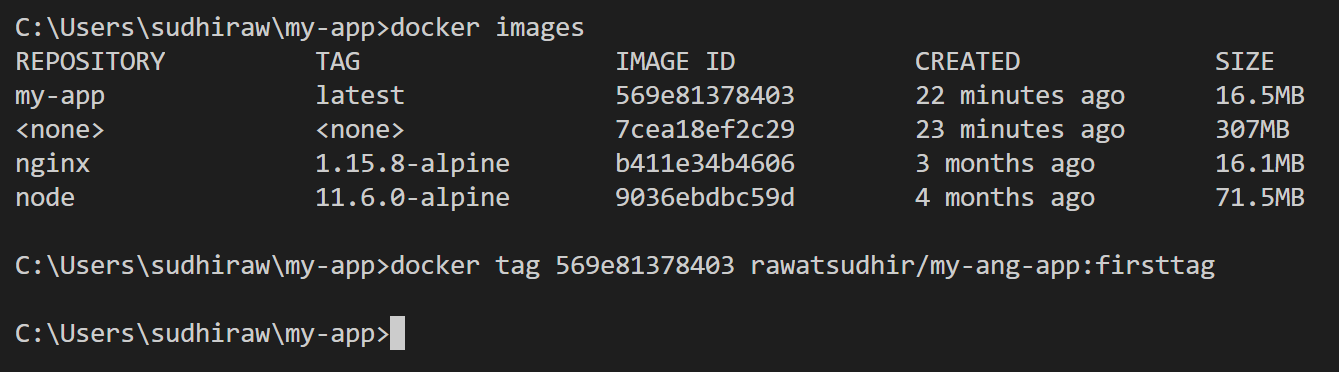 C:\Users\sudhiraw\my-app>docker images
REPOSITORY          TAG                 IMAGE ID            CREATED             SIZE
my-app              latest              569e81378403        22 minutes ago      16.5MB
<none>              <none>              7cea18ef2c29        23 minutes ago      307MB
nginx               1.15.8-alpine       b411e34b4606        3 months ago        16.1MB
node                11.6.0-alpine       9036ebdbc59d        4 months ago        71.5MB
C:\Users\sudhiraw\my-app>docker tag 569e81378403 rawatsudhir/my-ang-app:firsttag
C:\Users\sudhiraw\my-app>